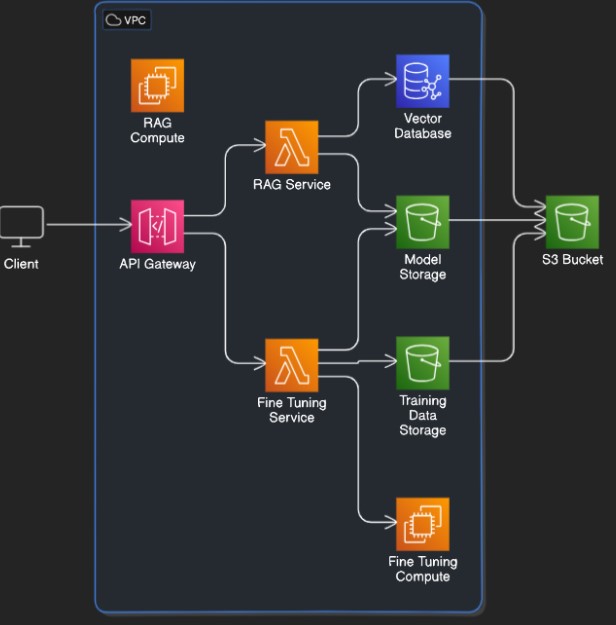 VPC
RAG
Compute
Vector
Database
RAG Service
Client
API Gateway
Model
Storage
S3 Bucket
Fine Tuning
Service
Training
Data
Storage
Fine Tuning
Compute